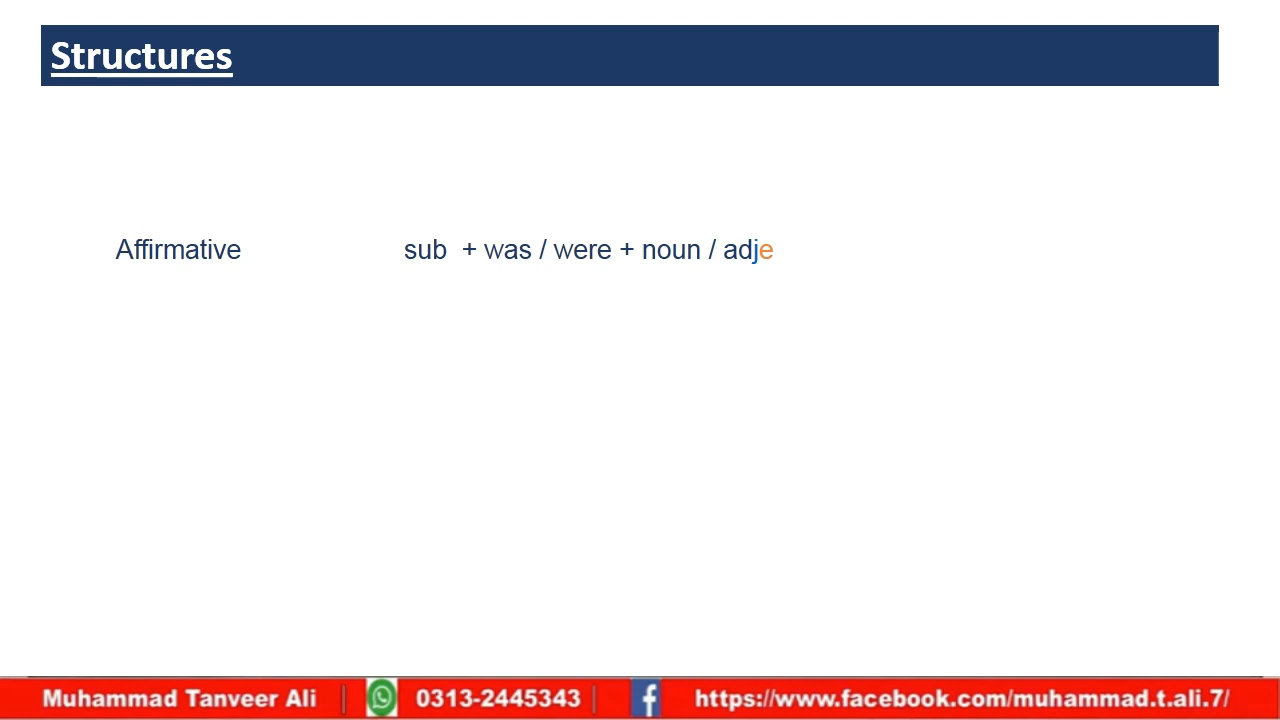 Structures
Affirmative sub + was / were + noun / adje
Muhammad Tanveer Ali | 0313-2445343 | https://www.facebook.com/muhammad.t.ali.7/